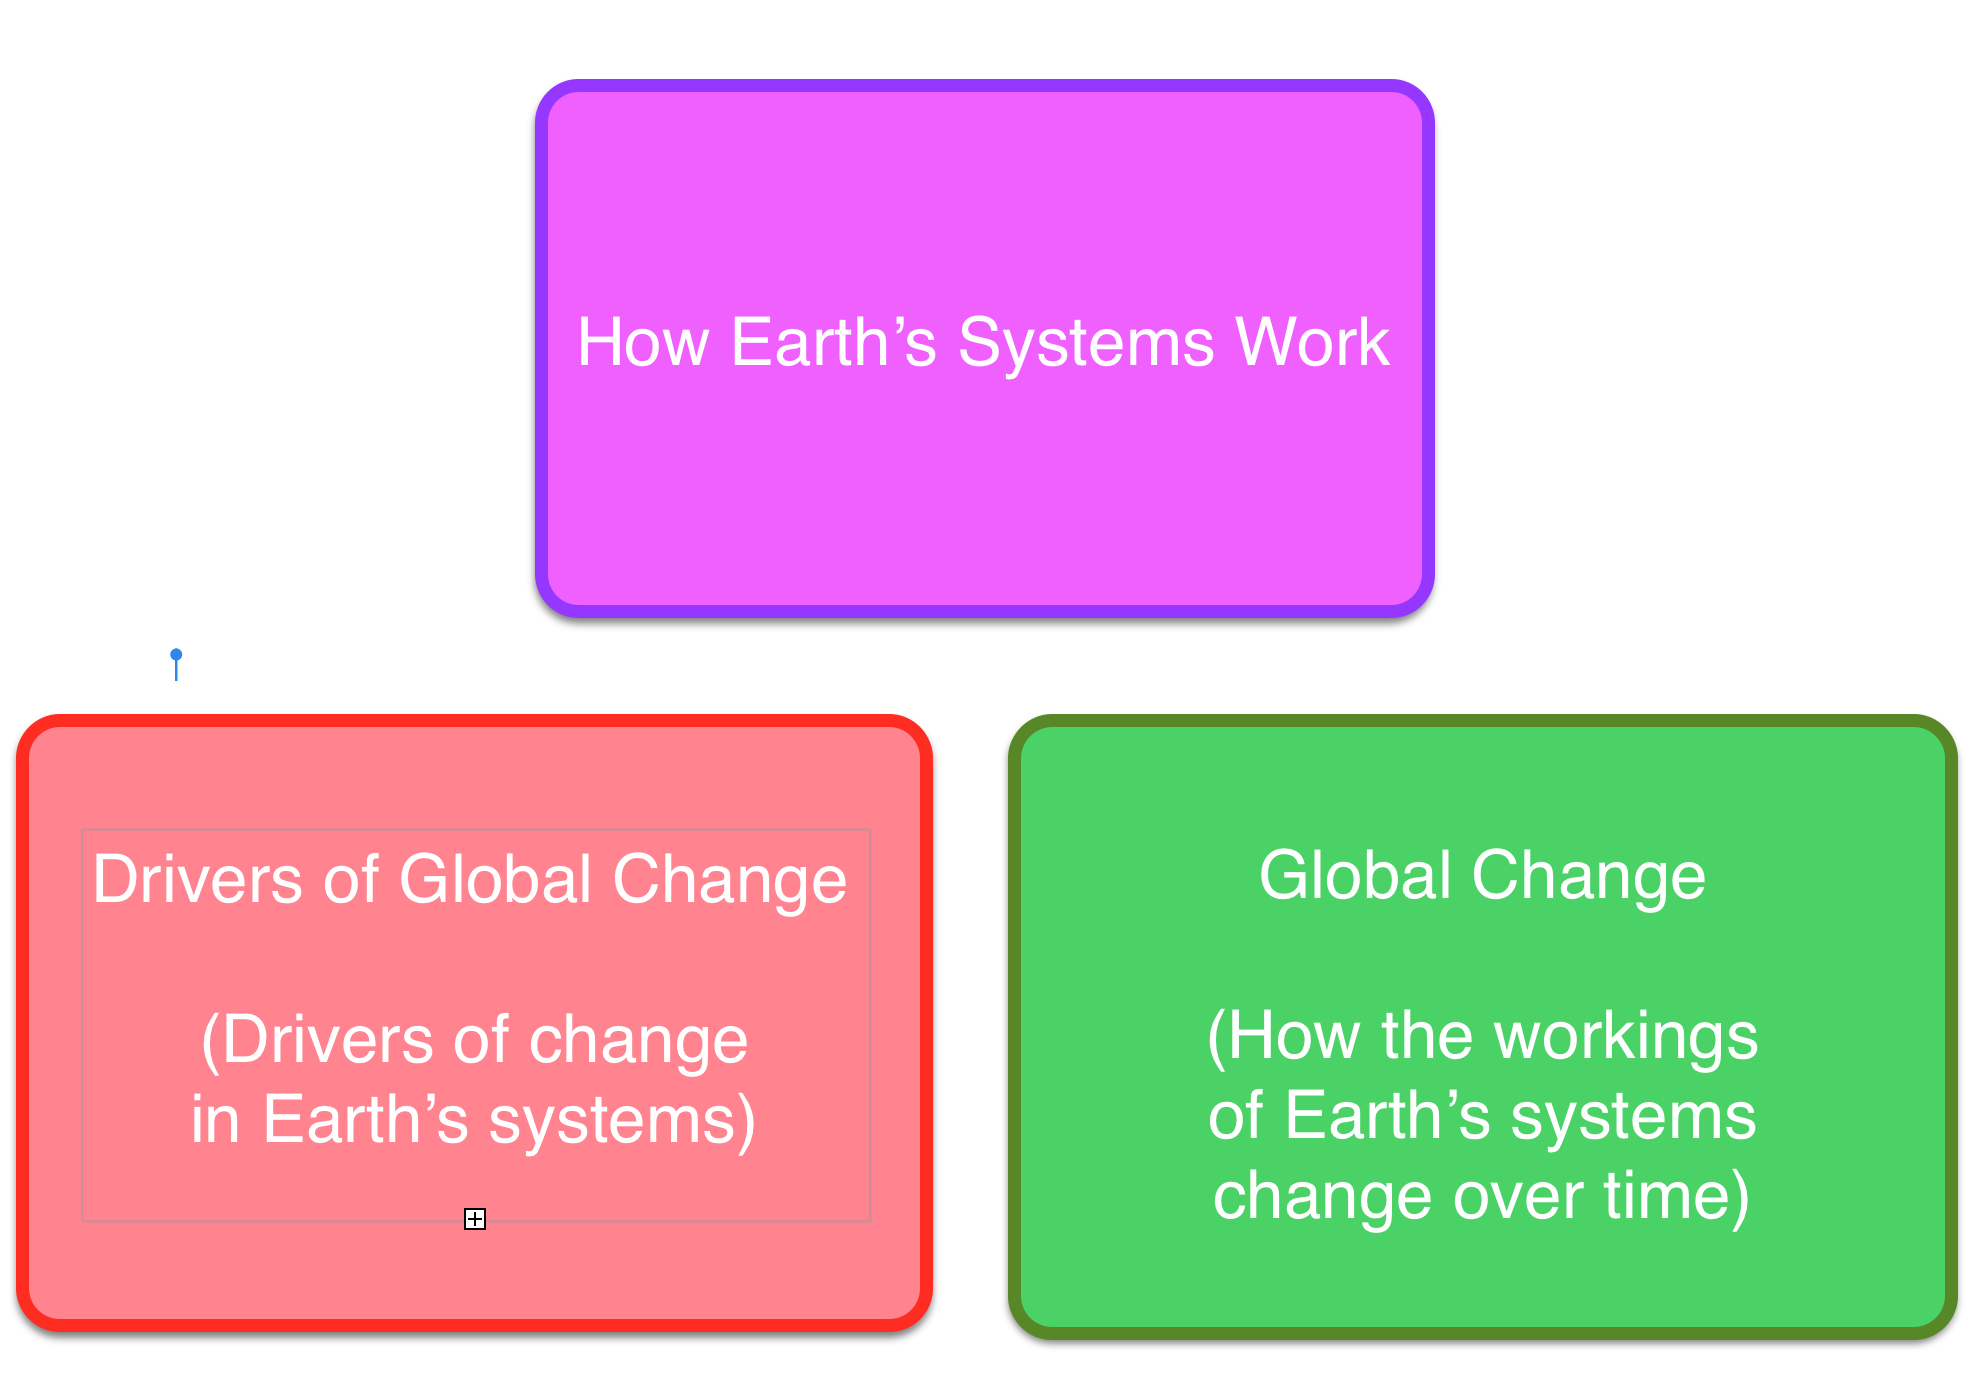 How Earth’s Systems Work
Drivers of Global Change
(Drivers of change
in Earth’s systems)
Global Change
(How the workings
of Earth’s systems
change over time)